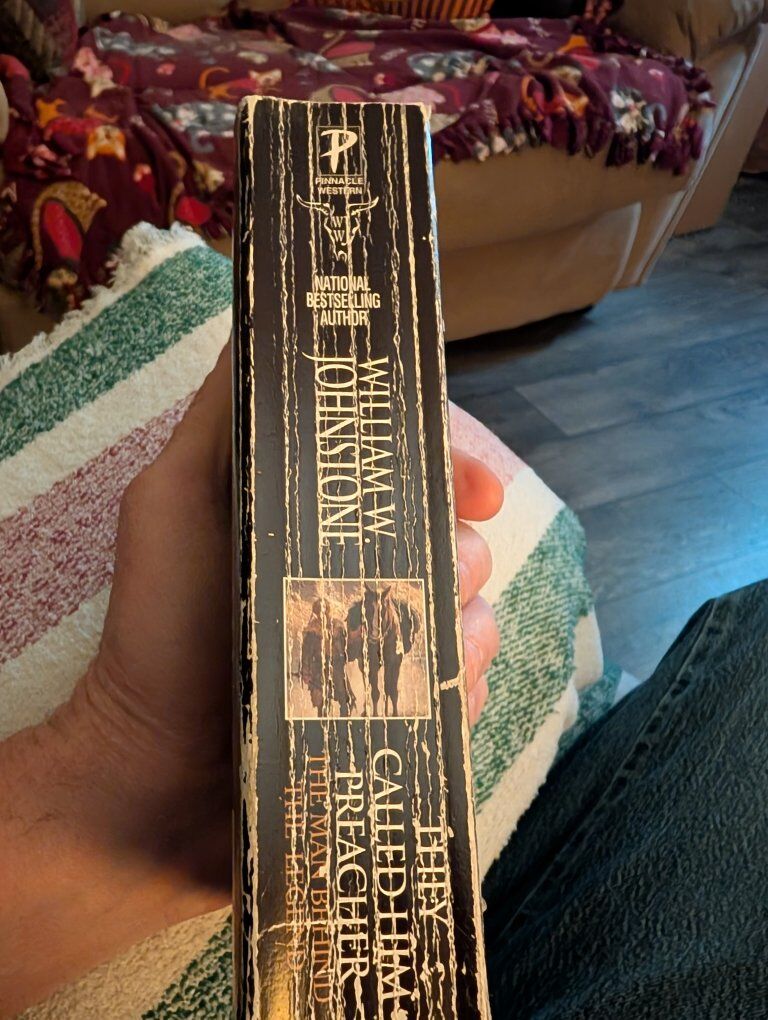 P
PINNACLE
WESTERN
W
W
J
NATIONAL
BESTSELLING
AUTHOR
WILLIAM W.
JOHNSTONE
THEY
CALLED HIM
PREACHER
THE MAN BEHIND
THE LEGEND